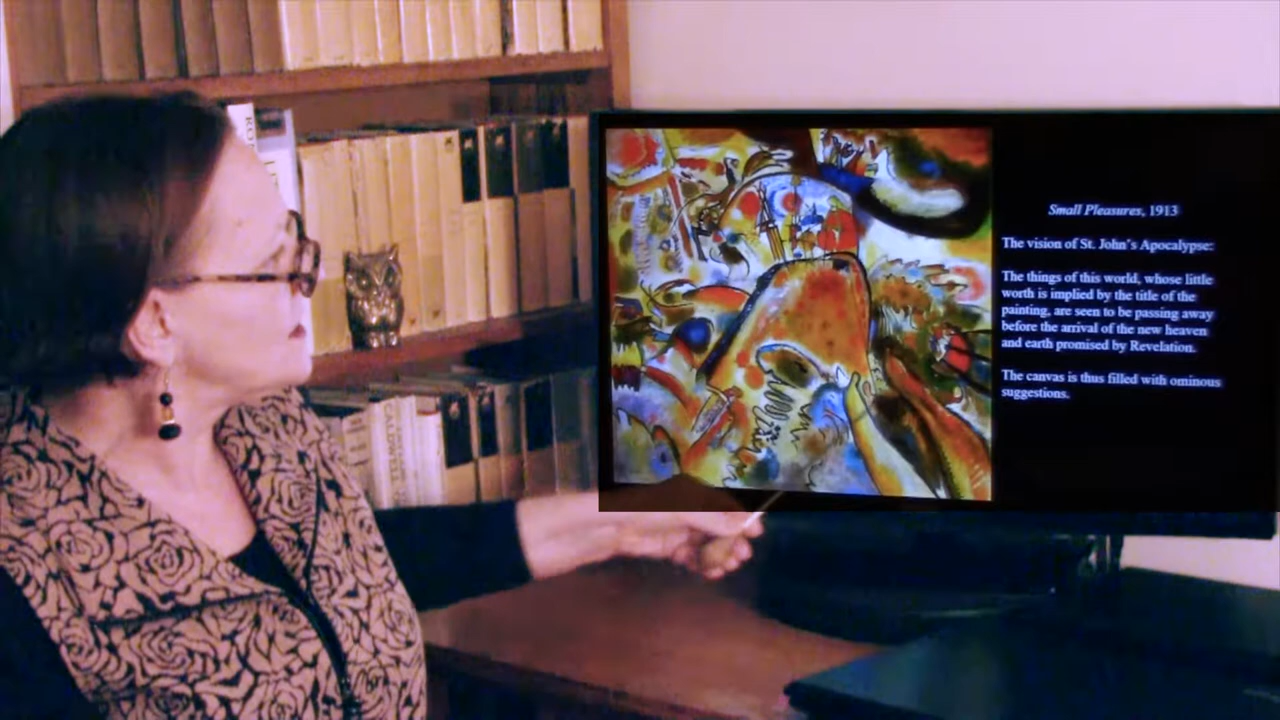 Small Pleasures, 1913
The vision of St. John's Apocalypse:
The things of this world, whose little
worth is implied by the title of the
painting, are seen to be passing away
before the arrival of the new heaven
and earth promised by Revelation.
The canvas is thus filled with ominous
suggestions.
CALDWELL